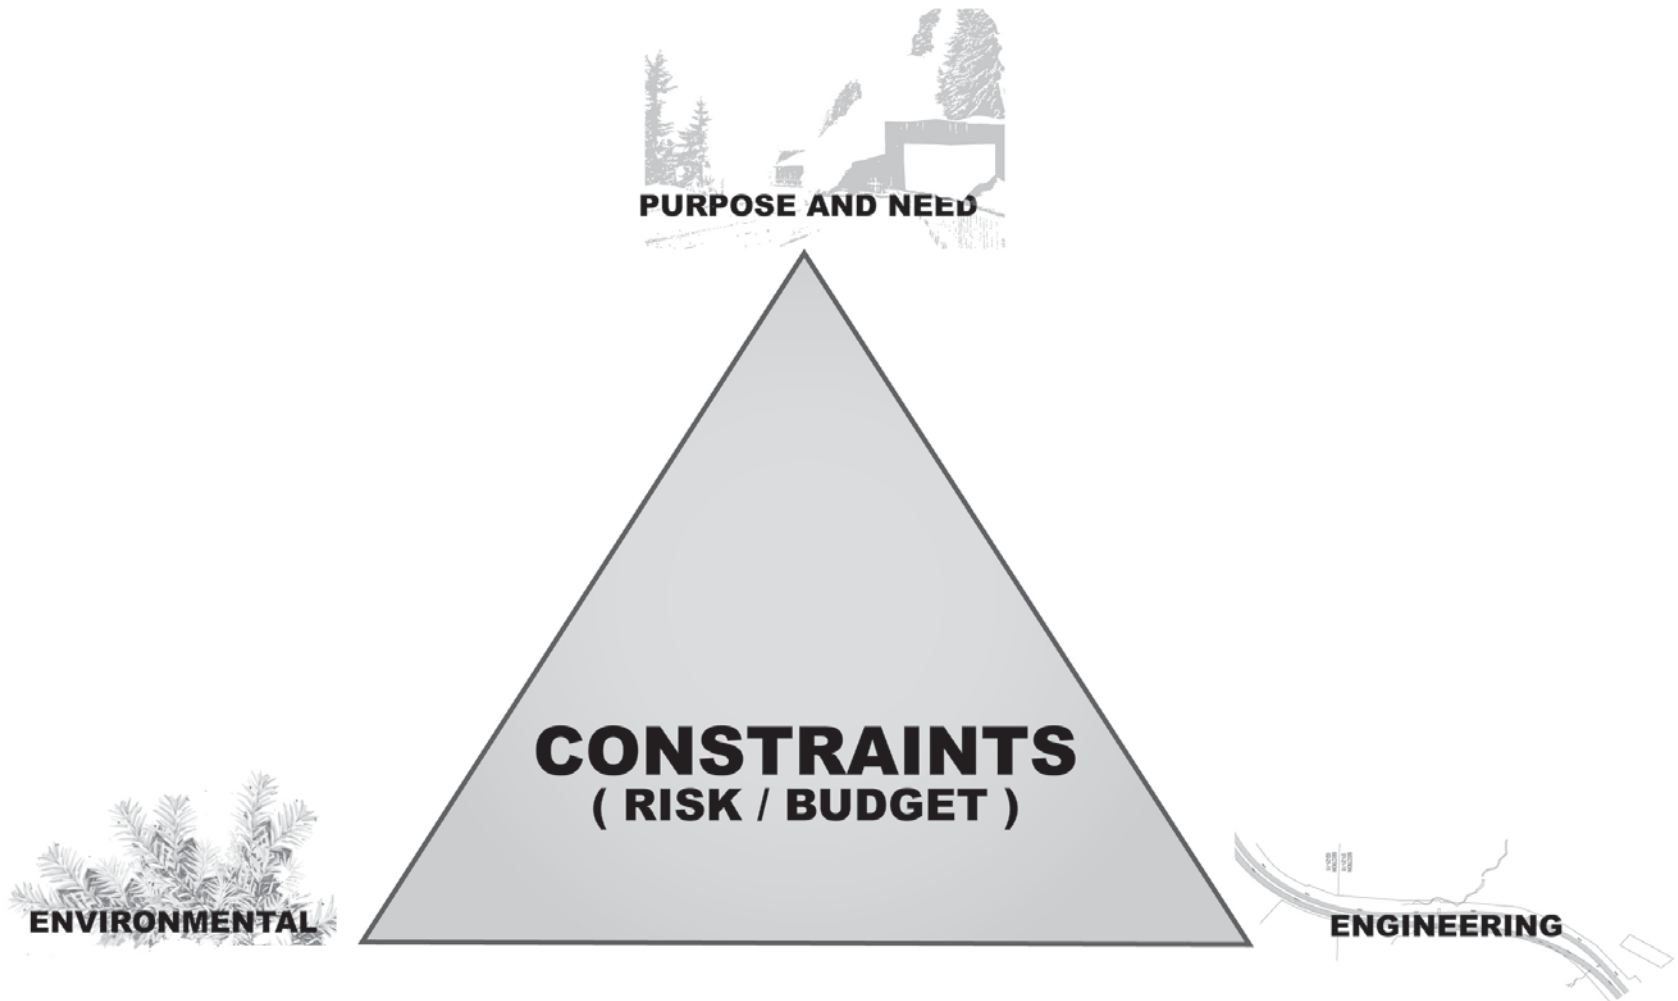 PURPOSE AND NEED
CONSTRAINTS
( RISK / BUDGET )
ENVIRONMENTAL
ENGINEERING